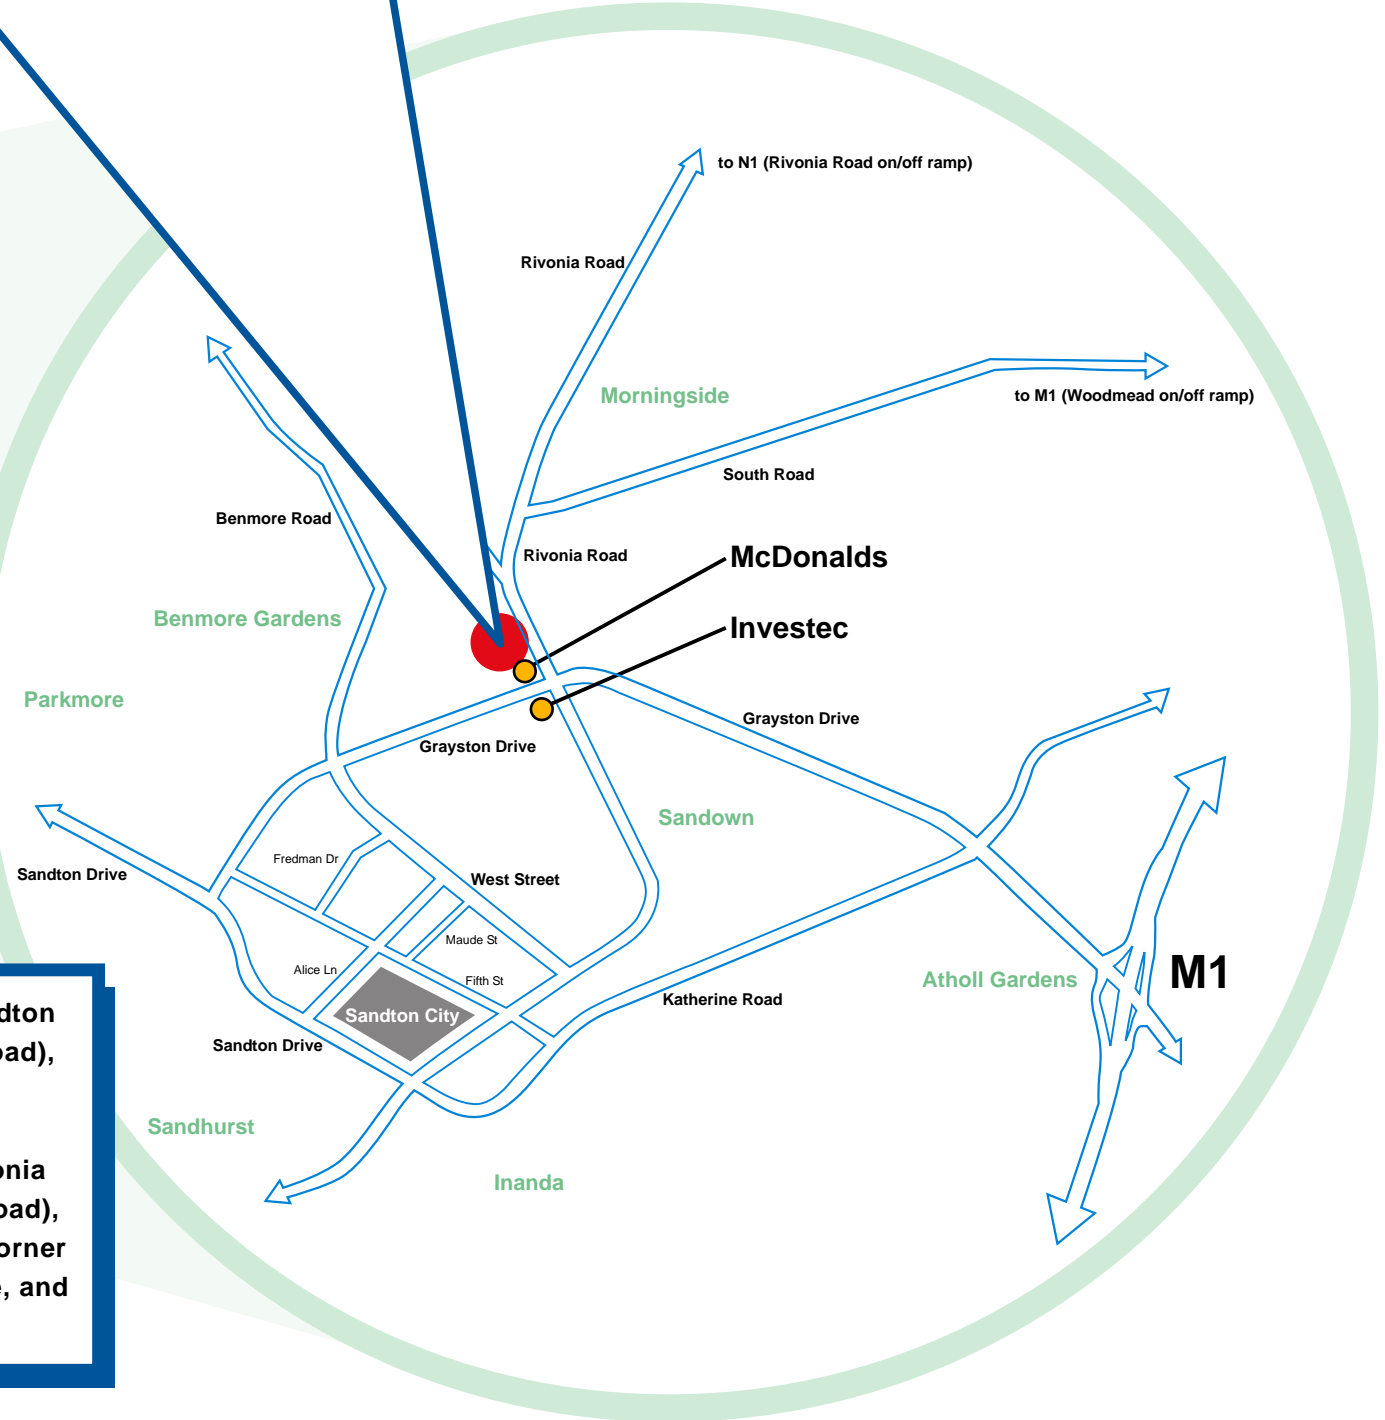 to N1 (Rivonia Road on/off ramp)
Rivonia Road
Morningside
to M1 (Woodmead on/off ramp)
South Road
Benmore Road
Rivonia Road
McDonalds
Benmore Gardens
Investec
Parkmore
Grayston Drive
Grayston Drive
Sandown
Fredman Dr
Sandton Drive
West Street
Maude St
Alice Ln
Fifth St
Atholl Gardens
M1
Katherine Road
Sandton City
Sandton Drive
dton
oad),
Sandhurst
onia
Inanda
oad),
orner
, and